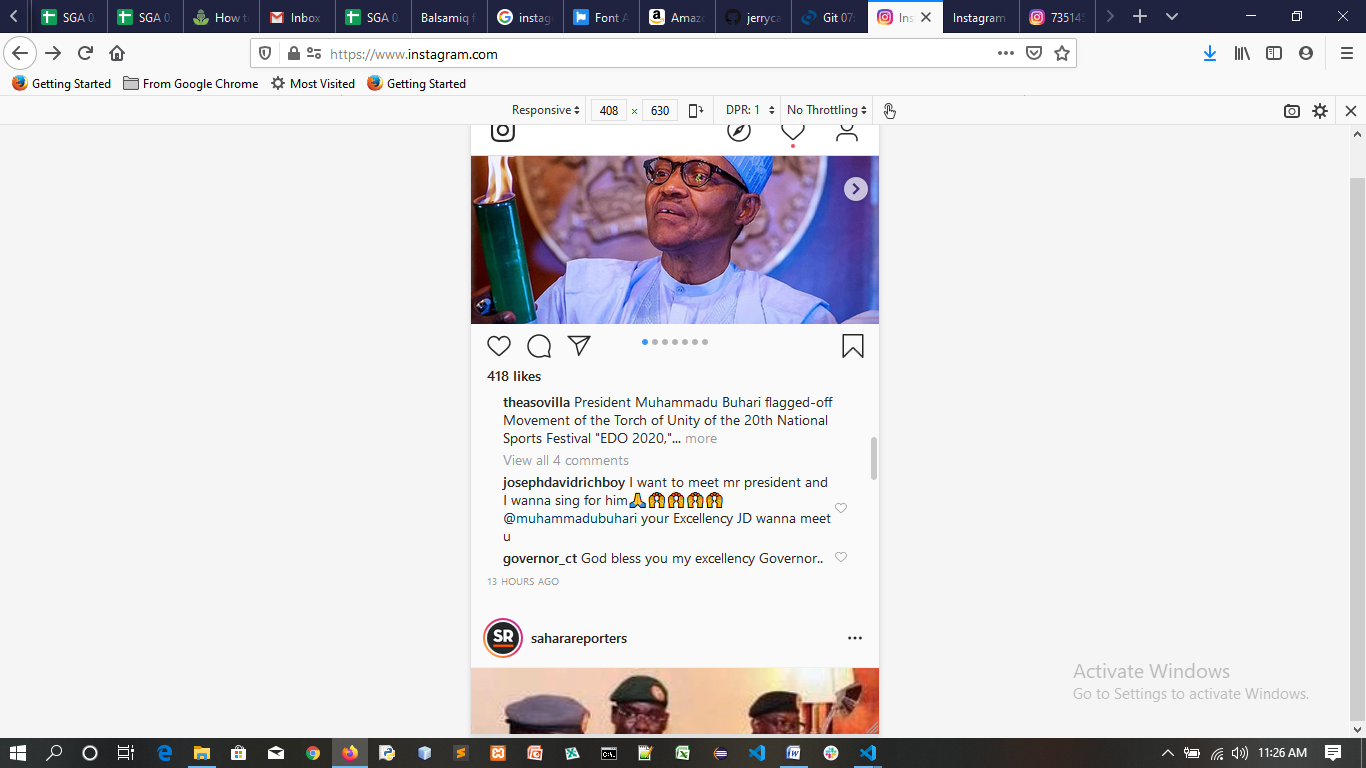 SGA 0.
SGA 0.
How t
Inbox
SGA 0.
Balsamiq f
instag
Font A
Amaz
jerryca
Git 07:
Ins
Instagram
73514
https://www.instagram.com
Getting Started
From Google Chrome
Most Visited
Getting Started
Responsive
408 × 630
DPR: 1
No Throttling
418 likes
theasovilla President Muhammadu Buhari flagged-off
Movement of the Torch of Unity of the 20th National
Sports Festival "EDO 2020,"... more
View all 4 comments
josephdavidrichboy I want to meet mr president and
I wanna sing for him🙏🙆🙆🙆🙆
@muhammadubuhari your Excellency JD wanna meet
u
governor_ct God bless you my excellency Governor..
13 HOURS AGO
SR
saharareporters
Activate Windows
Go to Settings to activate Windows.
11:26 AM